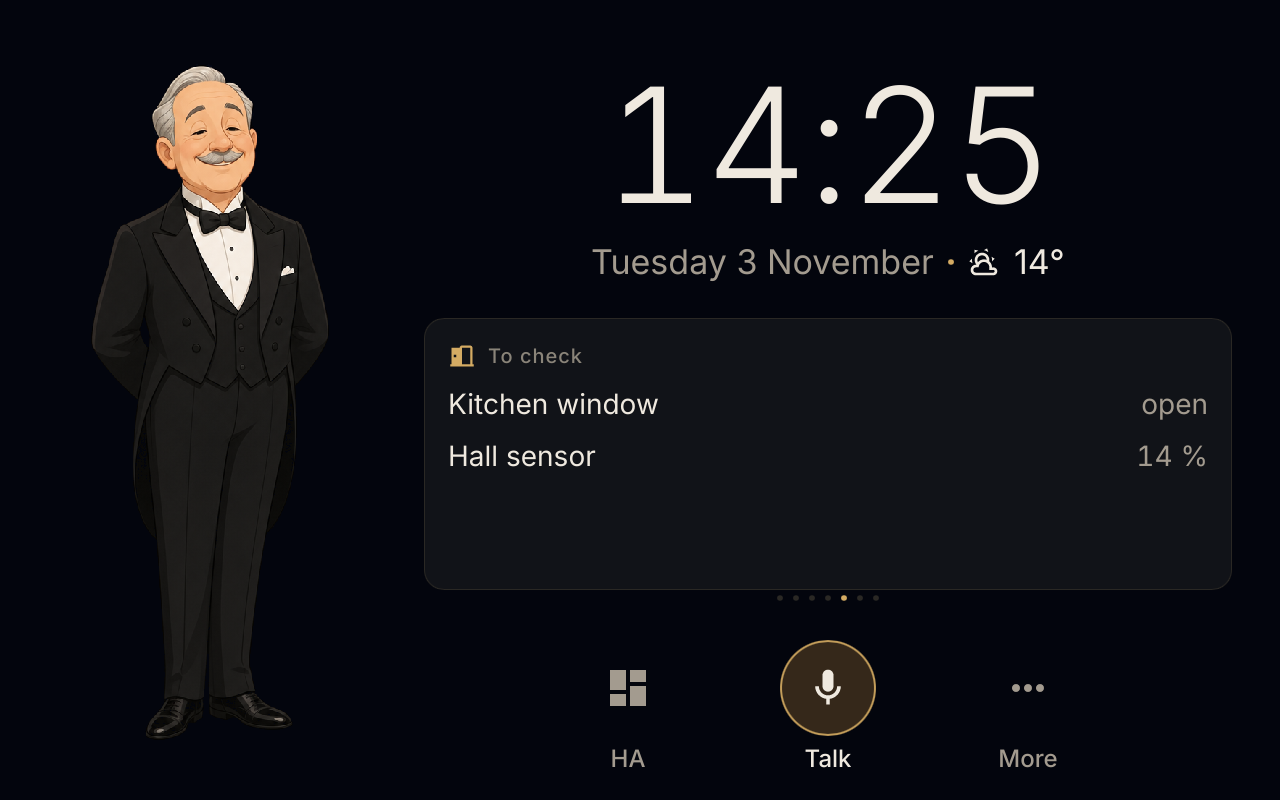 14:25
Tuesday 3 November • 14°
To check
Kitchen window open
Hall sensor 14 %
HA Talk More